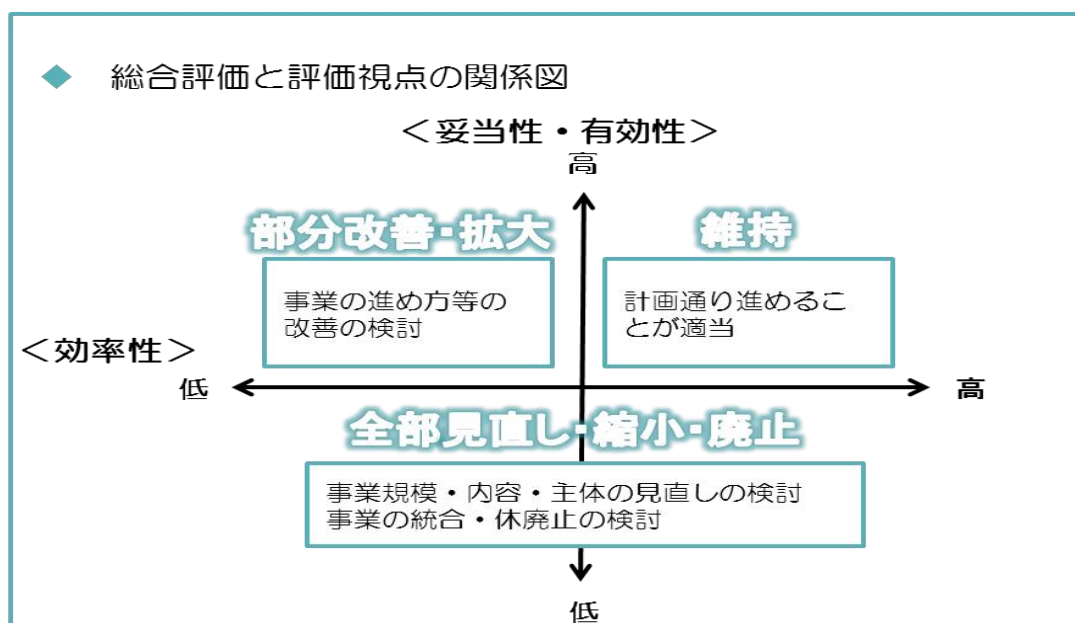 ◆ 総合評価と評価視点の関係図
＜妥当性・有効性＞
高
部分改善・拡大
維持
事業の進め方等の
改善の検討
計画通り進めるこ
とが適当
＜効率性＞
低
高
全部見直し・縮小・廃止
事業規模・内容・主体の見直しの検討
事業の統合・休廃止の検討
低